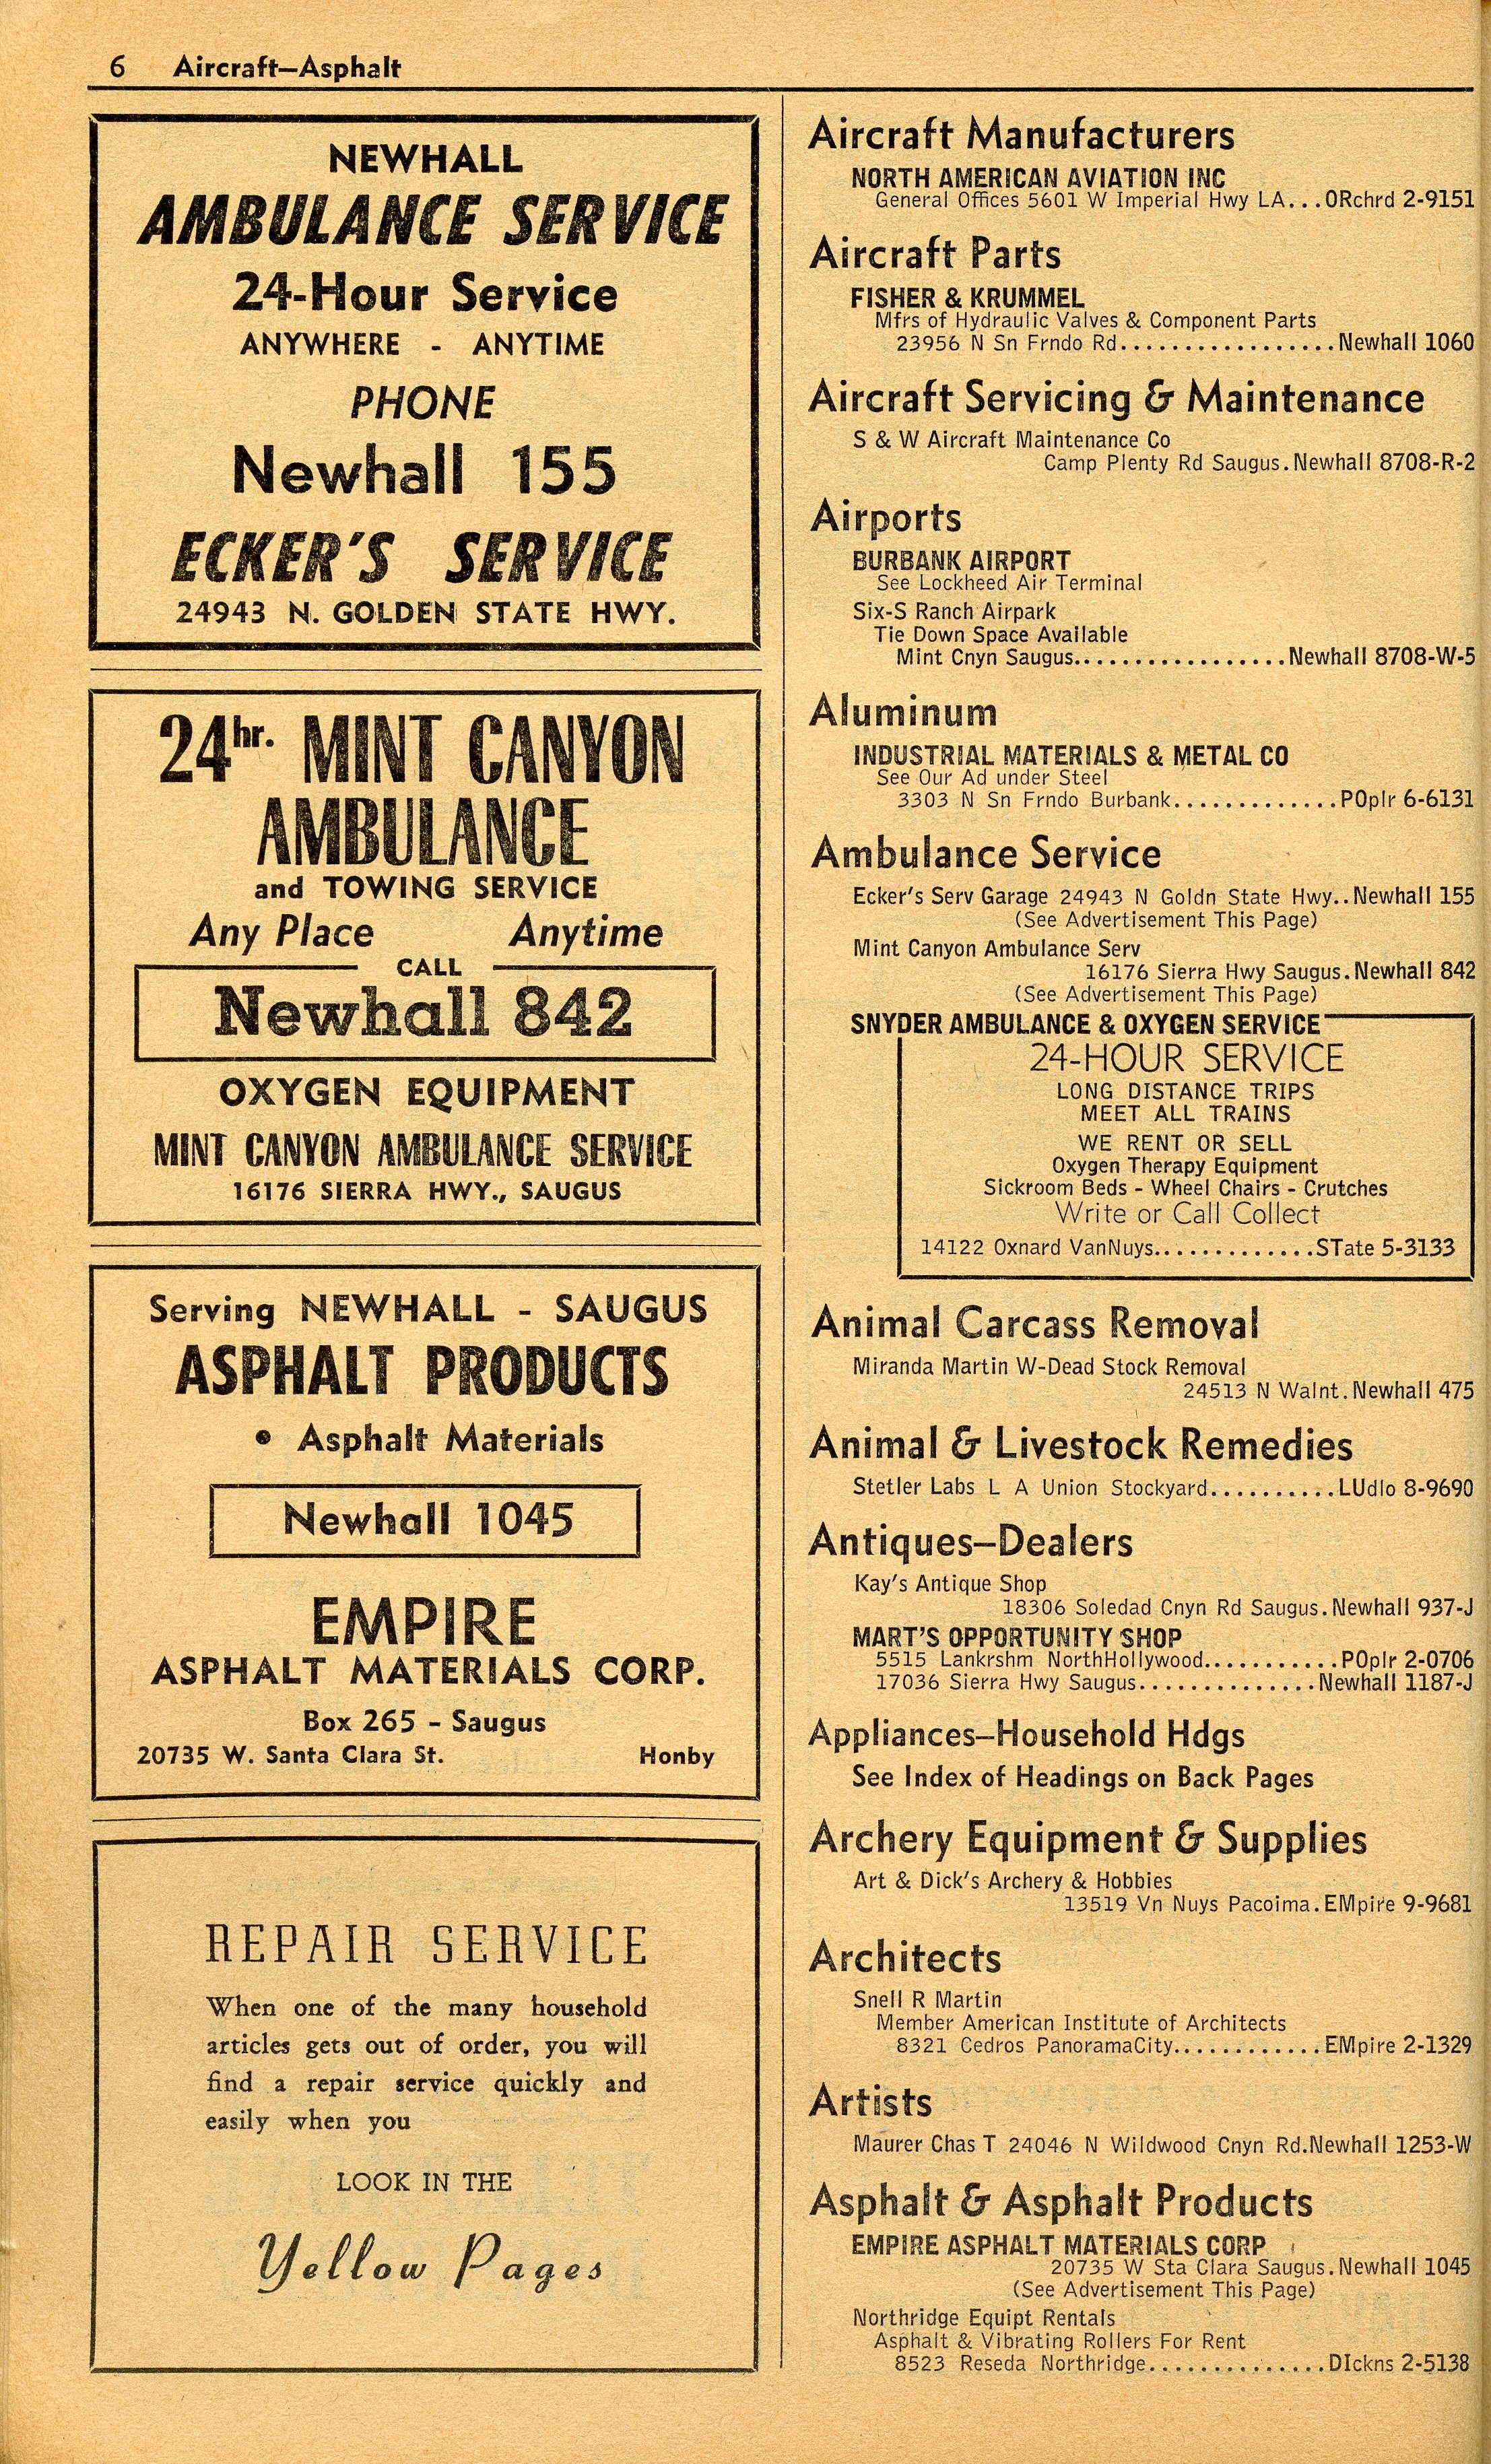 6 Aircraft—Asphalt
NEWHALL
AMBULANCE SERVICE
24-Hour Service
ANYWHERE - ANYTIME
PHONE
Newhall 155
ECKER'S SERVICE
24943 N. GOLDEN STATE HWY.
24hr. MINT CANYON
AMBULANCE
and TOWING SERVICE
Any Place Anytime
CALL
Newhall 842
OXYGEN EQUIPMENT
MINT CANYON AMBULANCE SERVICE
16176 SIERRA HWY., SAUGUS
Serving NEWHALL - SAUGUS
ASPHALT PRODUCTS
• Asphalt Materials
Newhall 1045
EMPIRE
ASPHALT MATERIALS CORP.
Box 265 - Saugus
20735 W. Santa Clara St. Honby
REPAIR SERVICE
When one of the many household
articles gets out of order, you will
find a repair service quickly and
easily when you
LOOK IN THE
Yellow Pages
Aircraft Manufacturers
NORTH AMERICAN AVIATION INC
General Offices 5601 W Imperial Hwy LA...ORchrd 2-9151
Aircraft Parts
FISHER & KRUMMEL
Mfrs of Hydraulic Valves & Component Parts
23956 N Sn Frndo Rd.................Newhall 1060
Aircraft Servicing & Maintenance
S & W Aircraft Maintenance Co
Camp Plenty Rd Saugus.Newhall 8708-R-2
Airports
BURBANK AIRPORT
See Lockheed Air Terminal
Six-S Ranch Airpark
Tie Down Space Available
Mint Cnyn Saugus..................Newhall 8708-W-5
Aluminum
INDUSTRIAL MATERIALS & METAL CO
See Our Ad under Steel
3303 N Sn Frndo Burbank.............POplr 6-6131
Ambulance Service
Ecker's Serv Garage 24943 N Goldn State Hwy..Newhall 155
(See Advertisement This Page)
Mint Canyon Ambulance Serv
16176 Sierra Hwy Saugus.Newhall 842
(See Advertisement This Page)
SNYDER AMBULANCE & OXYGEN SERVICE
24-HOUR SERVICE
LONG DISTANCE TRIPS
MEET ALL TRAINS
WE RENT OR SELL
Oxygen Therapy Equipment
Sickroom Beds - Wheel Chairs - Crutches
Write or Call Collect
14122 Oxnard VanNuys.............STate 5-3133
Animal Carcass Removal
Miranda Martin W-Dead Stock Removal
24513 N Walnt.Newhall 475
Animal & Livestock Remedies
Stetler Labs L A Union Stockyard..........LUdlo 8-9690
Antiques—Dealers
Kay's Antique Shop
18306 Soledad Cnyn Rd Saugus.Newhall 937-J
MART'S OPPORTUNITY SHOP
5515 Lankrshm NorthHollywood...........POplr 2-0706
17036 Sierra Hwy Saugus..............Newhall 1187-J
Appliances—Household Hdgs
See Index of Headings on Back Pages
Archery Equipment & Supplies
Art & Dick's Archery & Hobbies
13519 Vn Nuys Pacoima.EMpire 9-9681
Architects
Snell R Martin
Member American Institute of Architects
8321 Cedros PanoramaCity............EMpire 2-1329
Artists
Maurer Chas T 24046 N Wildwood Cnyn Rd.Newhall 1253-W
Asphalt & Asphalt Products
EMPIRE ASPHALT MATERIALS CORP
20735 W Sta Clara Saugus.Newhall 1045
(See Advertisement This Page)
Northridge Equipt Rentals
Asphalt & Vibrating Rollers For Rent
8523 Reseda Northridge..............DIckns 2-5138